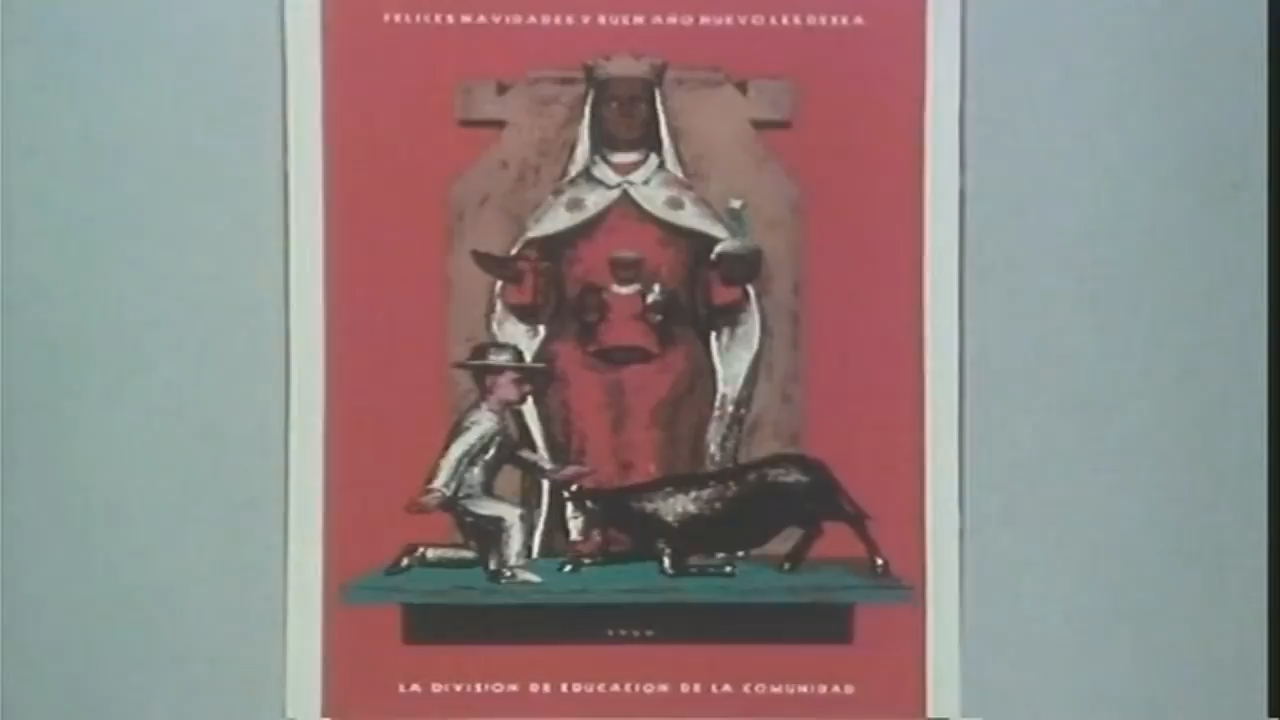 FELICES NAVIDADES Y BUEN AÑO NUEVO LES DESEA
LA DIVISION DE EDUCACION DE LA COMUNIDAD